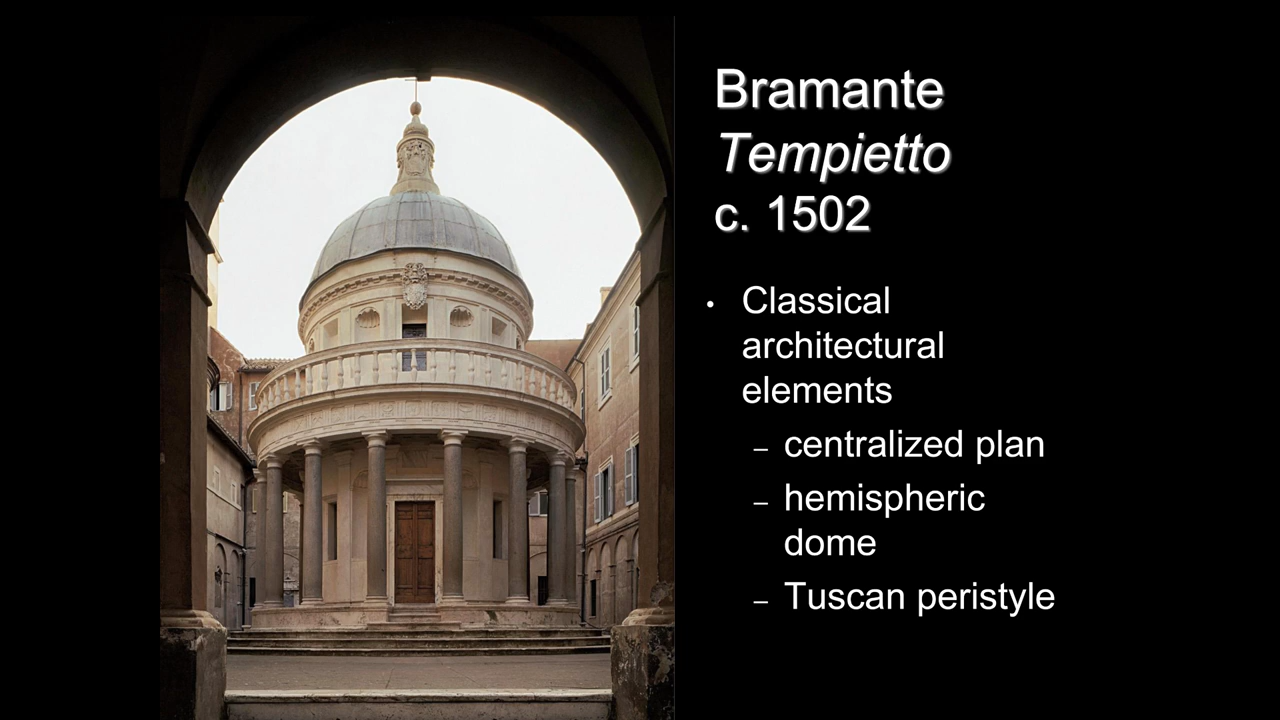 Bramante
Tempietto
c. 1502
• Classical
architectural
elements
– centralized plan
– hemispheric
dome
– Tuscan peristyle